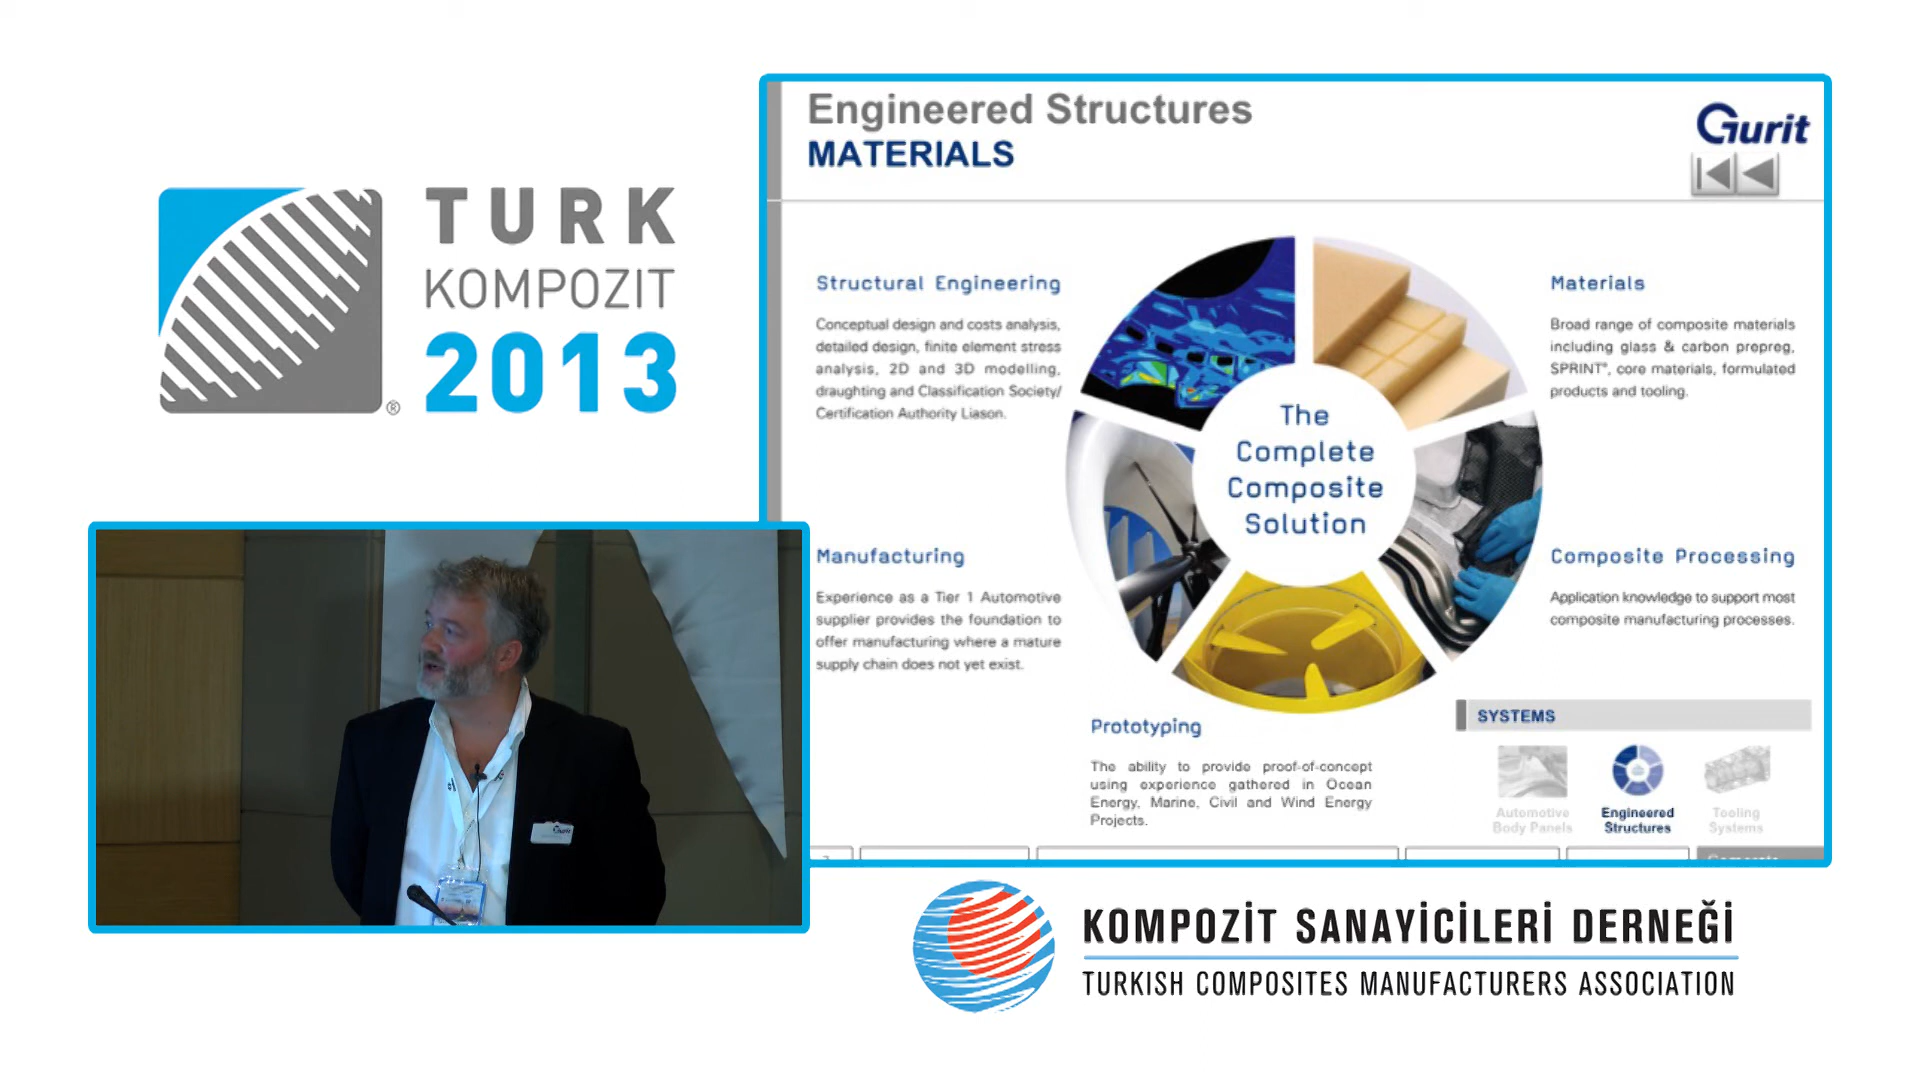 TURK
KOMPOZIT
2013
®
Engineered Structures
MATERIALS
Gurit
Structural Engineering
Conceptual design and costs analysis,
detailed design, finite element stress
analysis, 2D and 3D modelling,
draughting and Classification Society/
Certification Authority Liason.
Materials
Broad range of composite materials
including glass & carbon prepreg,
SPRINT®, core materials, formulated
products and tooling.
The
Complete
Composite
Solution
Manufacturing
Experience as a Tier 1 Automotive
supplier provides the foundation to
offer manufacturing where a mature
supply chain does not yet exist.
Composite Processing
Application knowledge to support most
composite manufacturing processes.
Prototyping
The ability to provide proof-of-concept
using experience gathered in Ocean
Energy, Marine, Civil and Wind Energy
Projects.
SYSTEMS
Automotive
Body Panels
Engineered
Structures
Tooling
Systems
Gurit
KOMPOZİT SANAYİCİLERİ DERNEĞİ
TURKISH COMPOSITES MANUFACTURERS ASSOCIATION